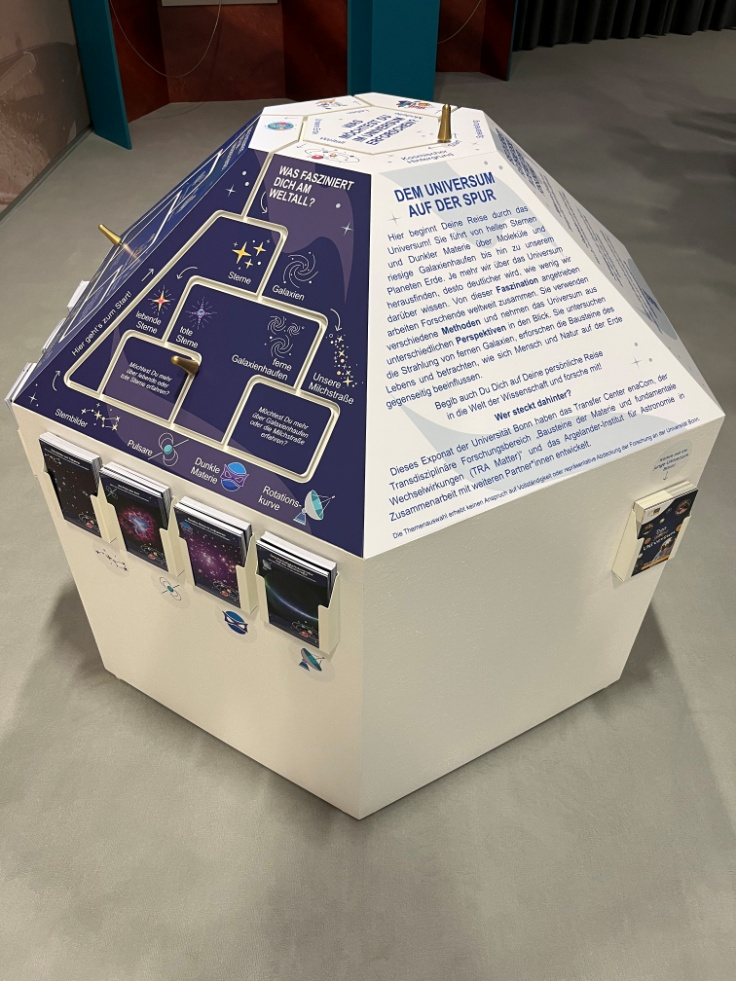 WAS
MÖCHTEST DU
IM UNIVERSUM
ERFORSCHEN?
Kosmischer
Hintergrund
WAS FASZINIERT
DICH AM
WELTALL?
Sterne
Galaxien
lebende
Sterne
tote
Sterne
ferne
Galaxienhaufen
Unsere
Milchstraße
Hier geht's zum Start!
Möchtest Du mehr
über lebende oder
tote Sterne erfahren?
Möchtest Du mehr
über Galaxienhaufen
oder die Milchstraße
erfahren?
Sternbilder
Pulsare
Dunkle
Materie
Rotations-
kurve
DEM UNIVERSUM
AUF DER SPUR
Hier beginnt Deine Reise durch das
Universum! Sie führt von hellen Sternen
und Dunkler Materie über Moleküle und
riesige Galaxienhaufen bis hin zu unserem
Planeten Erde. Je mehr wir über das Universum
herausfinden, desto deutlicher wird, wie wenig wir
darüber wissen. Von dieser Faszination angetrieben
arbeiten Forschende weltweit zusammen. Sie verwenden
verschiedene Methoden und nehmen das Universum aus
unterschiedlichen Perspektiven in den Blick. Sie untersuchen
die Strahlung von fernen Galaxien, erforschen die Bausteine des
Lebens und betrachten, wie sich Mensch und Natur auf der Erde
gegenseitig beeinflussen.
Begib auch Du Dich auf Deine persönliche Reise
in die Welt der Wissenschaft und forsche mit!
Wer steckt dahinter?
Dieses Exponat der Universität Bonn haben das Transfer Center enaCom, der
Transdisziplinäre Forschungsbereich „Bausteine der Materie und fundamentale
Wechselwirkungen (TRA Matter)" und das Argelander-Institut für Astronomie in
Zusammenarbeit mit weiteren Partner*innen entwickelt.
Die Themenauswahl erhebt keinen Anspruch auf Vollständigkeit oder repräsentative Abdeckung der Forschung an der Universität Bonn.